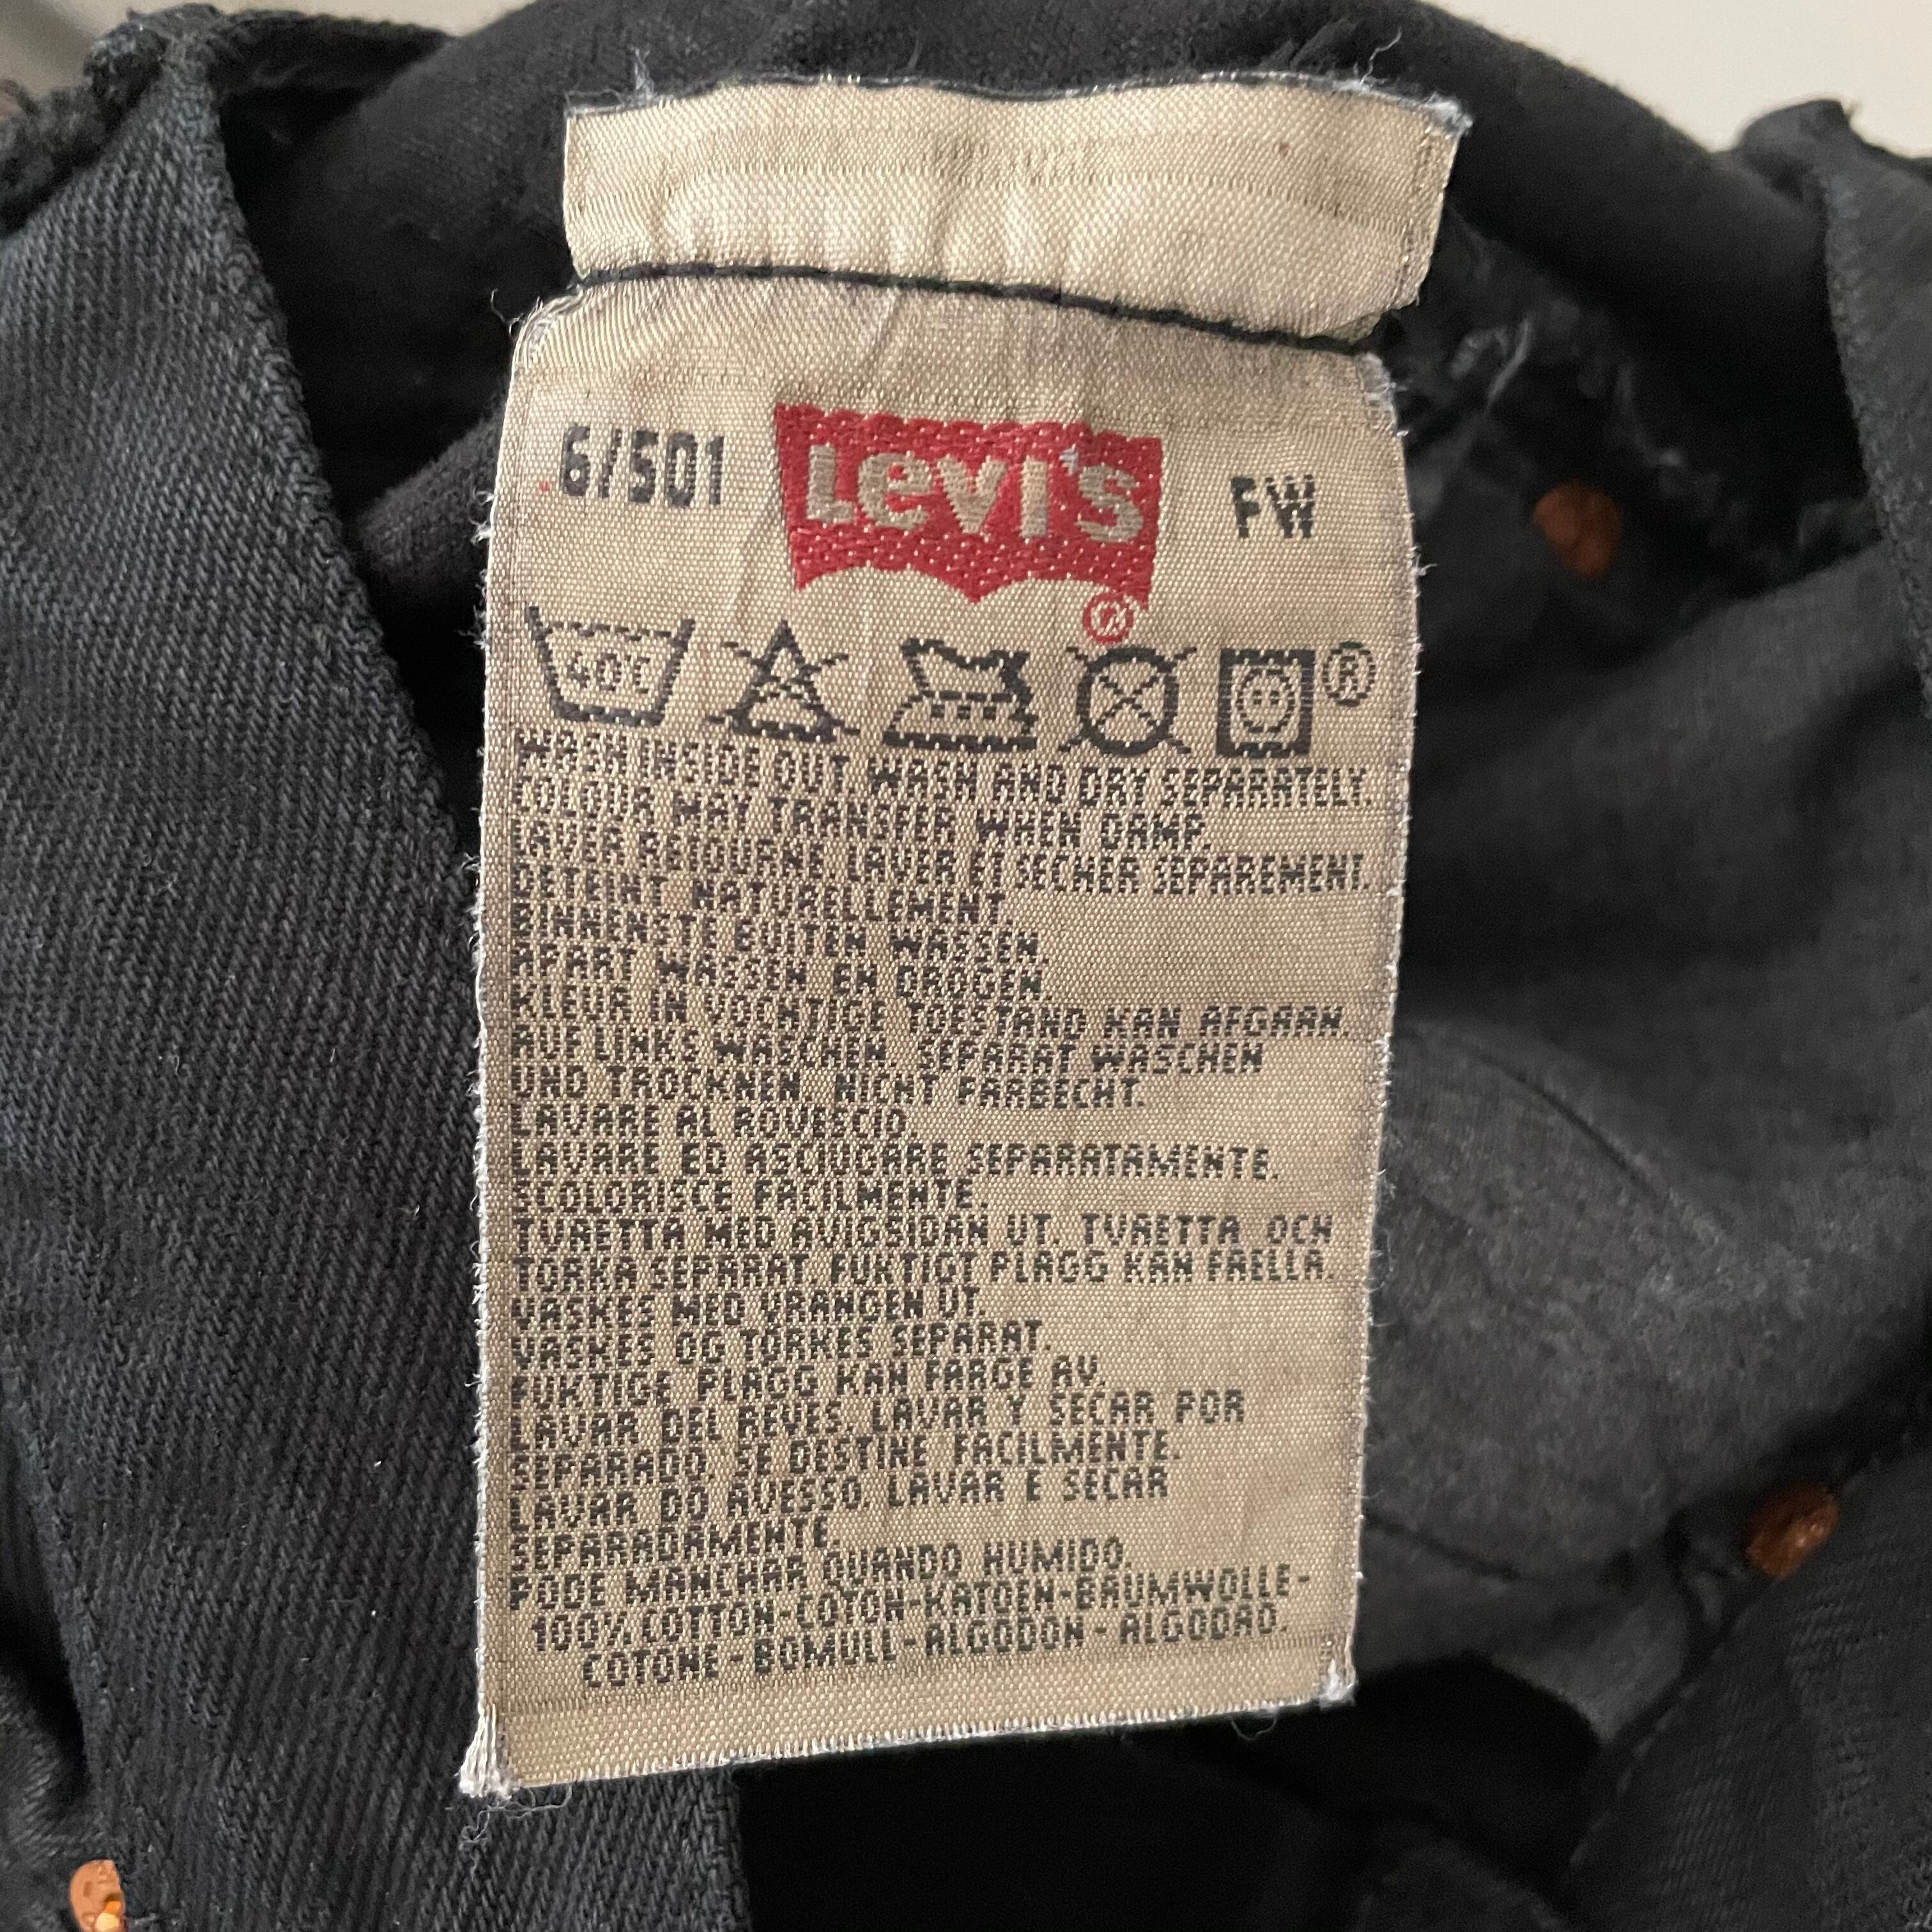 6/501 LEVI'S FW
®
40°C ®
WASH INSIDE OUT WASH AND DRY SEPARATELY.
COLOUR MAY TRANSFER WHEN DAMP.
LAVER RETOURNE. LAVER ET SECHER SEPAREMENT.
DETEINT NATURELLEMENT.
BINNENSTE BUITEN WASSEN
APART WASSEN EN DROGEN
KLEUR IN VOCHTIGE TOESTAND KAN AFGAAN.
AUF LINKS WASCHEN. SEPARAT WASCHEN
UND TROCKNEN. NICHT FARBECHT.
LAVARE AL ROVESCIO.
LAVARE ED ASCIUGARE SEPARATAMENTE.
SCOLORISCE FACILMENTE.
TVAETTA MED AVIGSIDAN UT. TVAETTA OCH
TORKA SEPARAT. FUKTIGT PLAGG KAN FAELLA.
VASKES MED VRANGEN UT.
VASKES OG TORKES SEPARAT.
FUKTIGE PLAGG KAN FARGE AV.
LAVAR DEL REVES. LAVAR Y SECAR POR
SEPARADO. SE DESTINE FACILMENTE.
LAVAR DO AVESSO. LAVAR E SECAR
SEPARADAMENTE.
PODE MANCHAR QUANDO HUMIDO.
100% COTTON-COTON-KATOEN-BAUMWOLLE-
COTONE-BOMULL-ALGODON-ALGODAO.